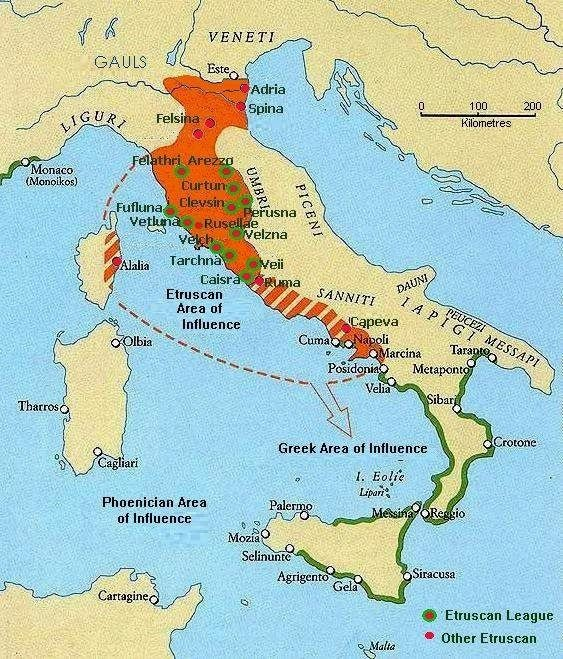 VENETI
GAULS
Este
Adria
Spina
Felsina
0 100 200
Kilometres
LIGURI
Monaco
(Monoikos)
Felathri Arezzo
Curtun
UMBRI
PICENI
Clevsin
Perusna
Fufluna
Vetluna
Rusellae
Velzna
Velch
Tarchna
Veii
Caisra
Ruma
Alalia
Etruscan
Area of
Influence
SANNITI
DAUNI
PEUCEZI
IAPIGI
MESSAPI
Capeva
Cuma
Napoli
Marcina
Posidonia
Velia
Taranto
Metaponto
Olbia
Tharros
Cagliari
Sibari
Crotone
Greek Area of Influence
I. Eolie
Lipari
Phoenician Area
of Influence
Palermo
Messina
Reggio
Mozia
Selinunte
Agrigento
Gela
Siracusa
Cartagine
Malta
Etruscan League
Other Etruscan